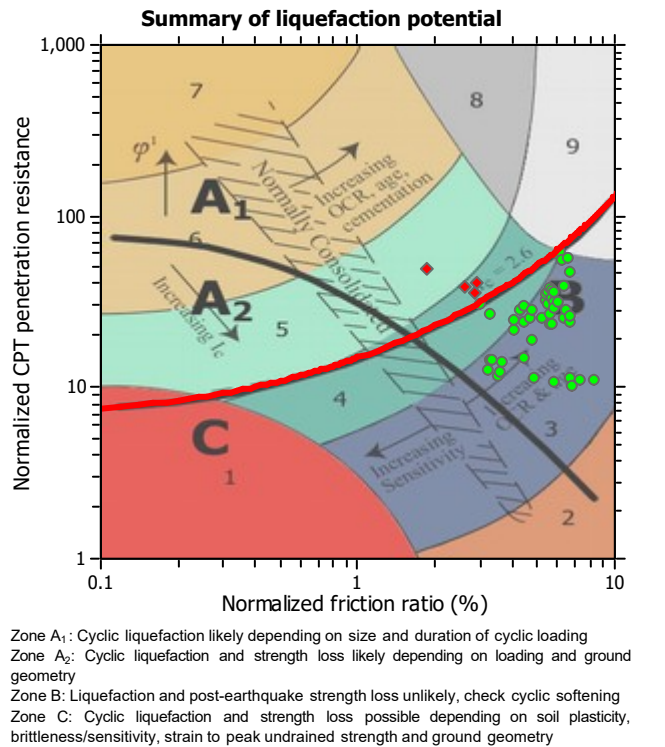 Summary of liquefaction potential
Normalized CPT penetration resistance
1,000
100
10
1
7
8
9
φ'
Increasing
OCR, age,
cementation
Normally Consolidated
A1
6
A2
Increasing Ic
5
= 2.6
B
4
C
1
Increasing
Sensitivity
Increasing
OCR &
3
2
0.1
1
10
Normalized friction ratio (%)
Zone A1: Cyclic liquefaction likely depending on size and duration of cyclic loading
Zone A2: Cyclic liquefaction and strength loss likely depending on loading and ground
geometry
Zone B: Liquefaction and post-earthquake strength loss unlikely, check cyclic softening
Zone C: Cyclic liquefaction and strength loss possible depending on soil plasticity,
brittleness/sensitivity, strain to peak undrained strength and ground geometry